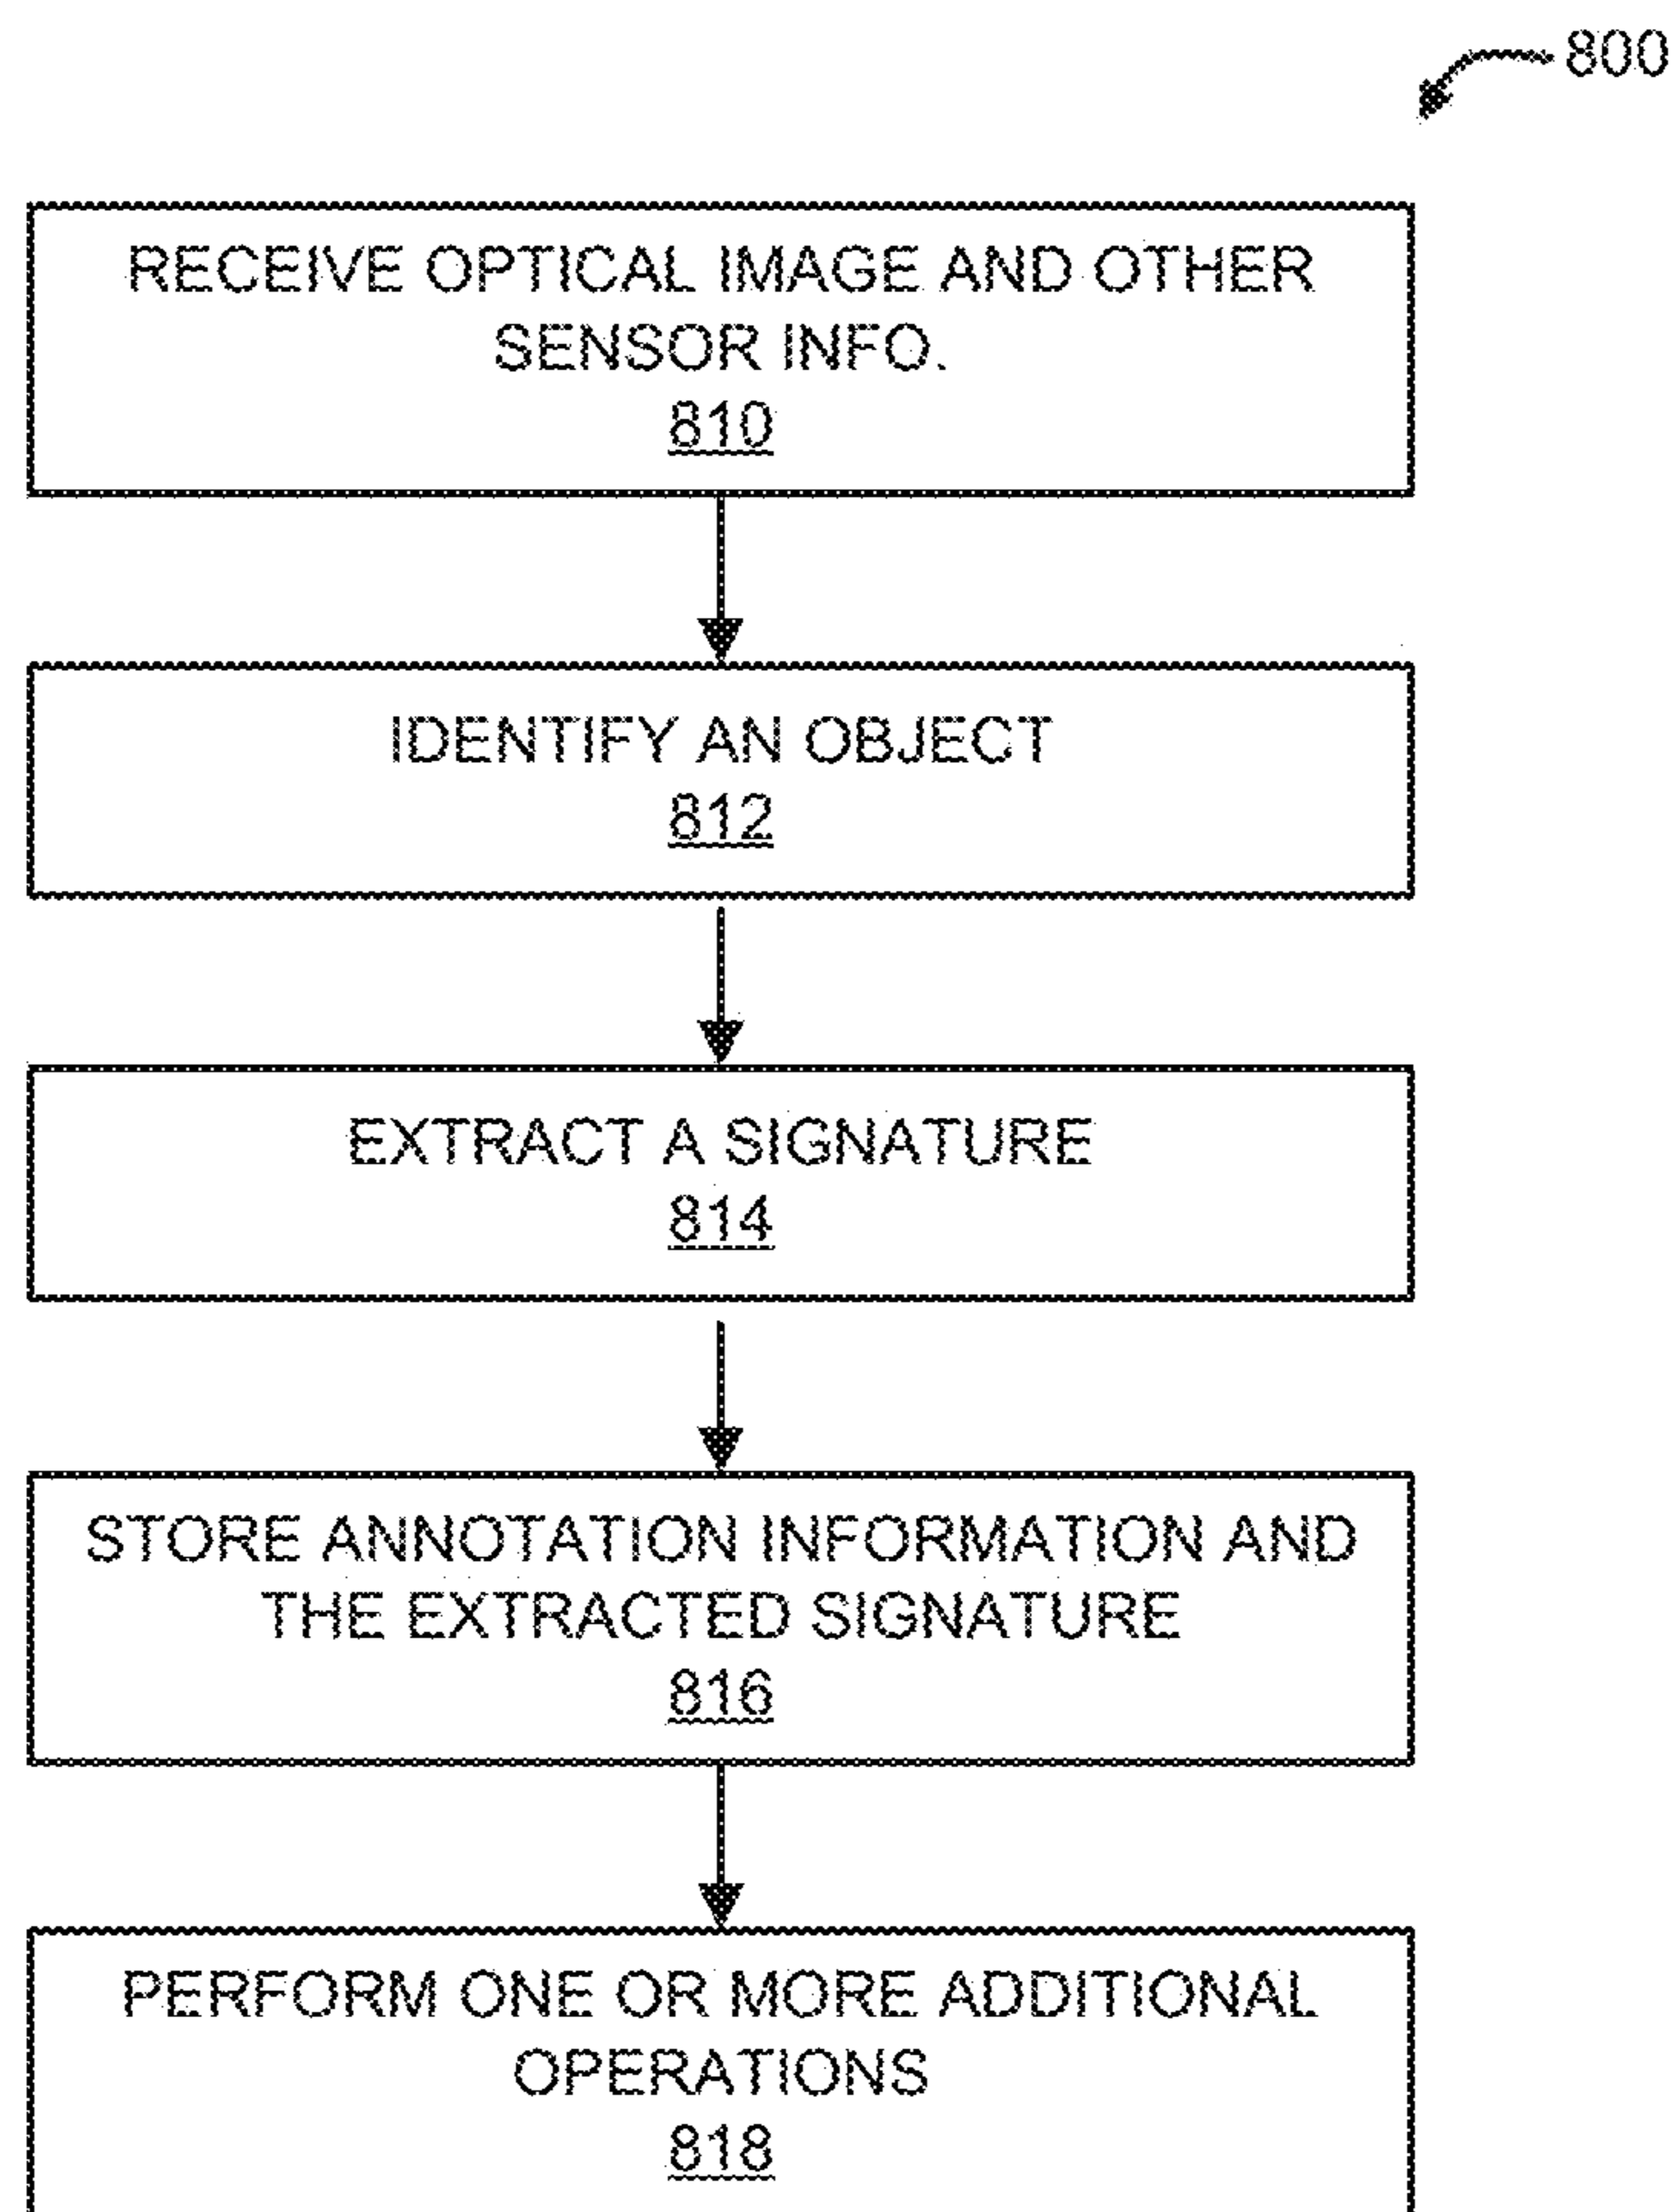 800
RECEIVE OPTICAL IMAGE AND OTHER
SENSOR INFO.
810
IDENTIFY AN OBJECT
812
EXTRACT A SIGNATURE
814
STORE ANNOTATION INFORMATION AND
THE EXTRACTED SIGNATURE
816
PERFORM ONE OR MORE ADDITIONAL
OPERATIONS
818